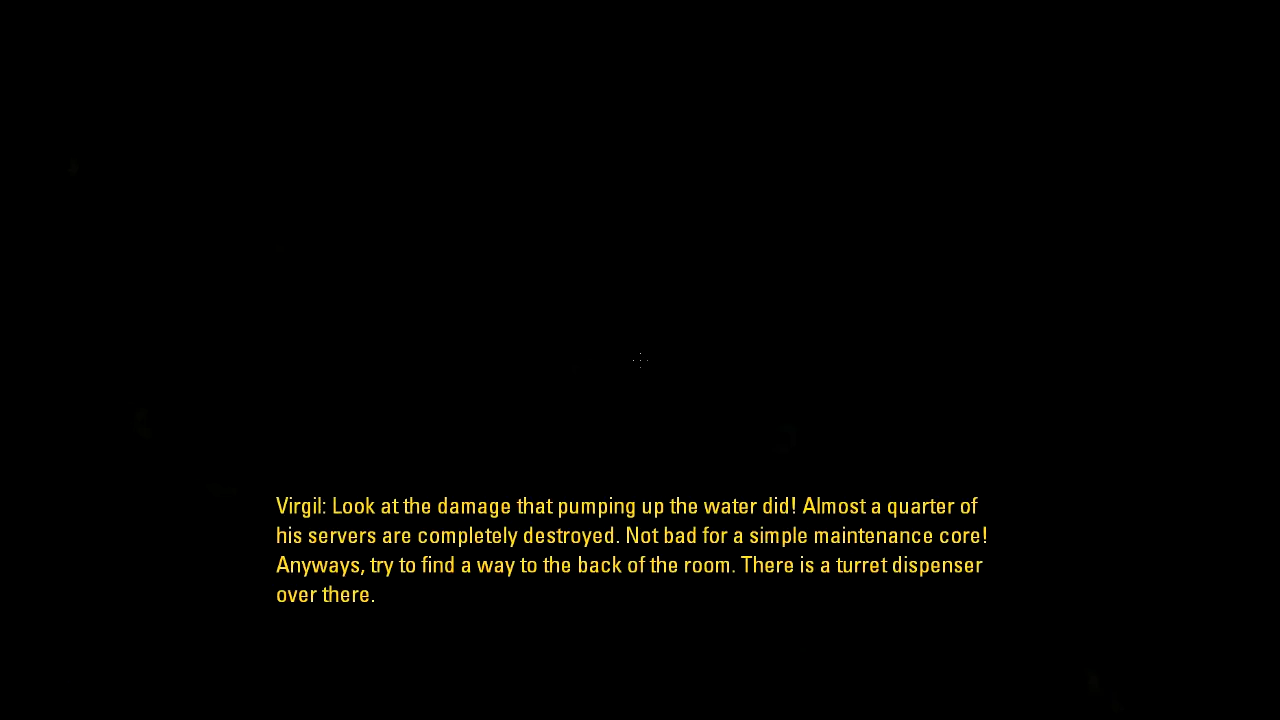 Virgil: Look at the damage that pumping up the water did! Almost a quarter of
his servers are completely destroyed. Not bad for a simple maintenance core!
Anyways, try to find a way to the back of the room. There is a turret dispenser
over there.